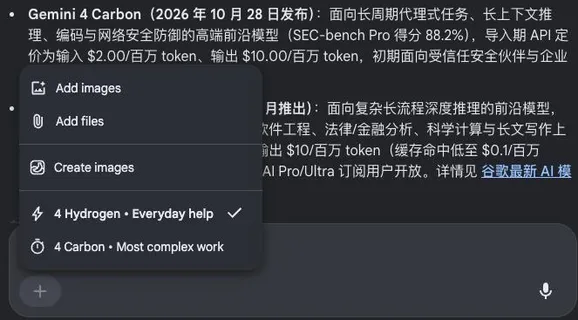 • Gemini 4 Carbon（2026 年 10 月 28 日发布）：面向长周期代理式任务、长上下文推
理、编码与网络安全防御的高端前沿模型（SEC-bench Pro 得分 88.2%），导入期 API 定
价为输入 $2.00/百万 token、输出 $10.00/百万 token，初期面向受信任安全伙伴与企业
月推出）：面向复杂长流程深度推理的前沿模型，
软件工程、法律/金融分析、科学计算与长文写作上
输出 $10/百万 token（缓存命中低至 $0.1/百万
AI Pro/Ultra 订阅用户开放。详情见 谷歌最新 AI 模
Add images
Add files
Create images
4 Hydrogen • Everyday help
4 Carbon • Most complex work